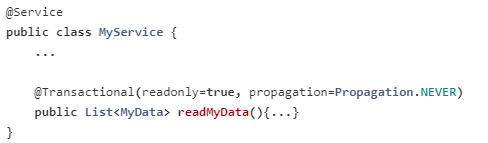 @Service
public class MyService {
...
@Transactional(readonly=true, propagation=Propagation.NEVER)
public List<MyData> readMyData(){...}
}